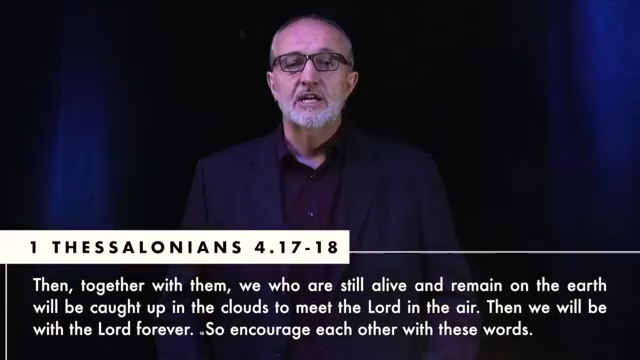 1 THESSALONIANS 4.17-18
Then, together with them, we who are still alive and remain on the earth
will be caught up in the clouds to meet the Lord in the air. Then we will be
with the Lord forever. So encourage each other with these words.